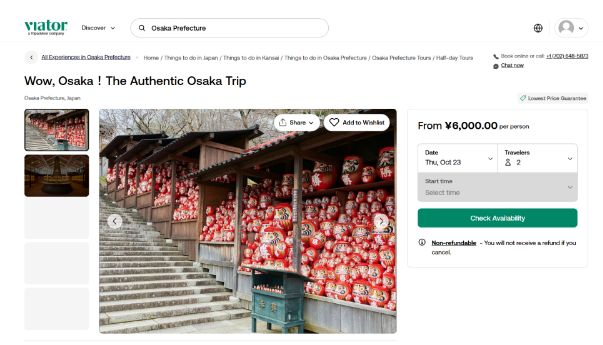 viator
a tripadvisor company
Discover
Osaka Prefecture
All Experiences in Osaka Prefecture
Home / Things to do in Japan / Things to do in Kansai / Things to do in Osaka Prefecture / Osaka Prefecture Tours / Half-day Tours
Book online or call: +1 (702) 648-5873
Chat now
Wow, Osaka ! The Authentic Osaka Trip
Osaka Prefecture, Japan
Lowest Price Guarantee
Share
Add to Wishlist
From ¥6,000.00 per person
Date
Thu, Oct 23
Travelers
2
Start time
Select time
Check Availability
Non-refundable - You will not receive a refund if you
cancel.